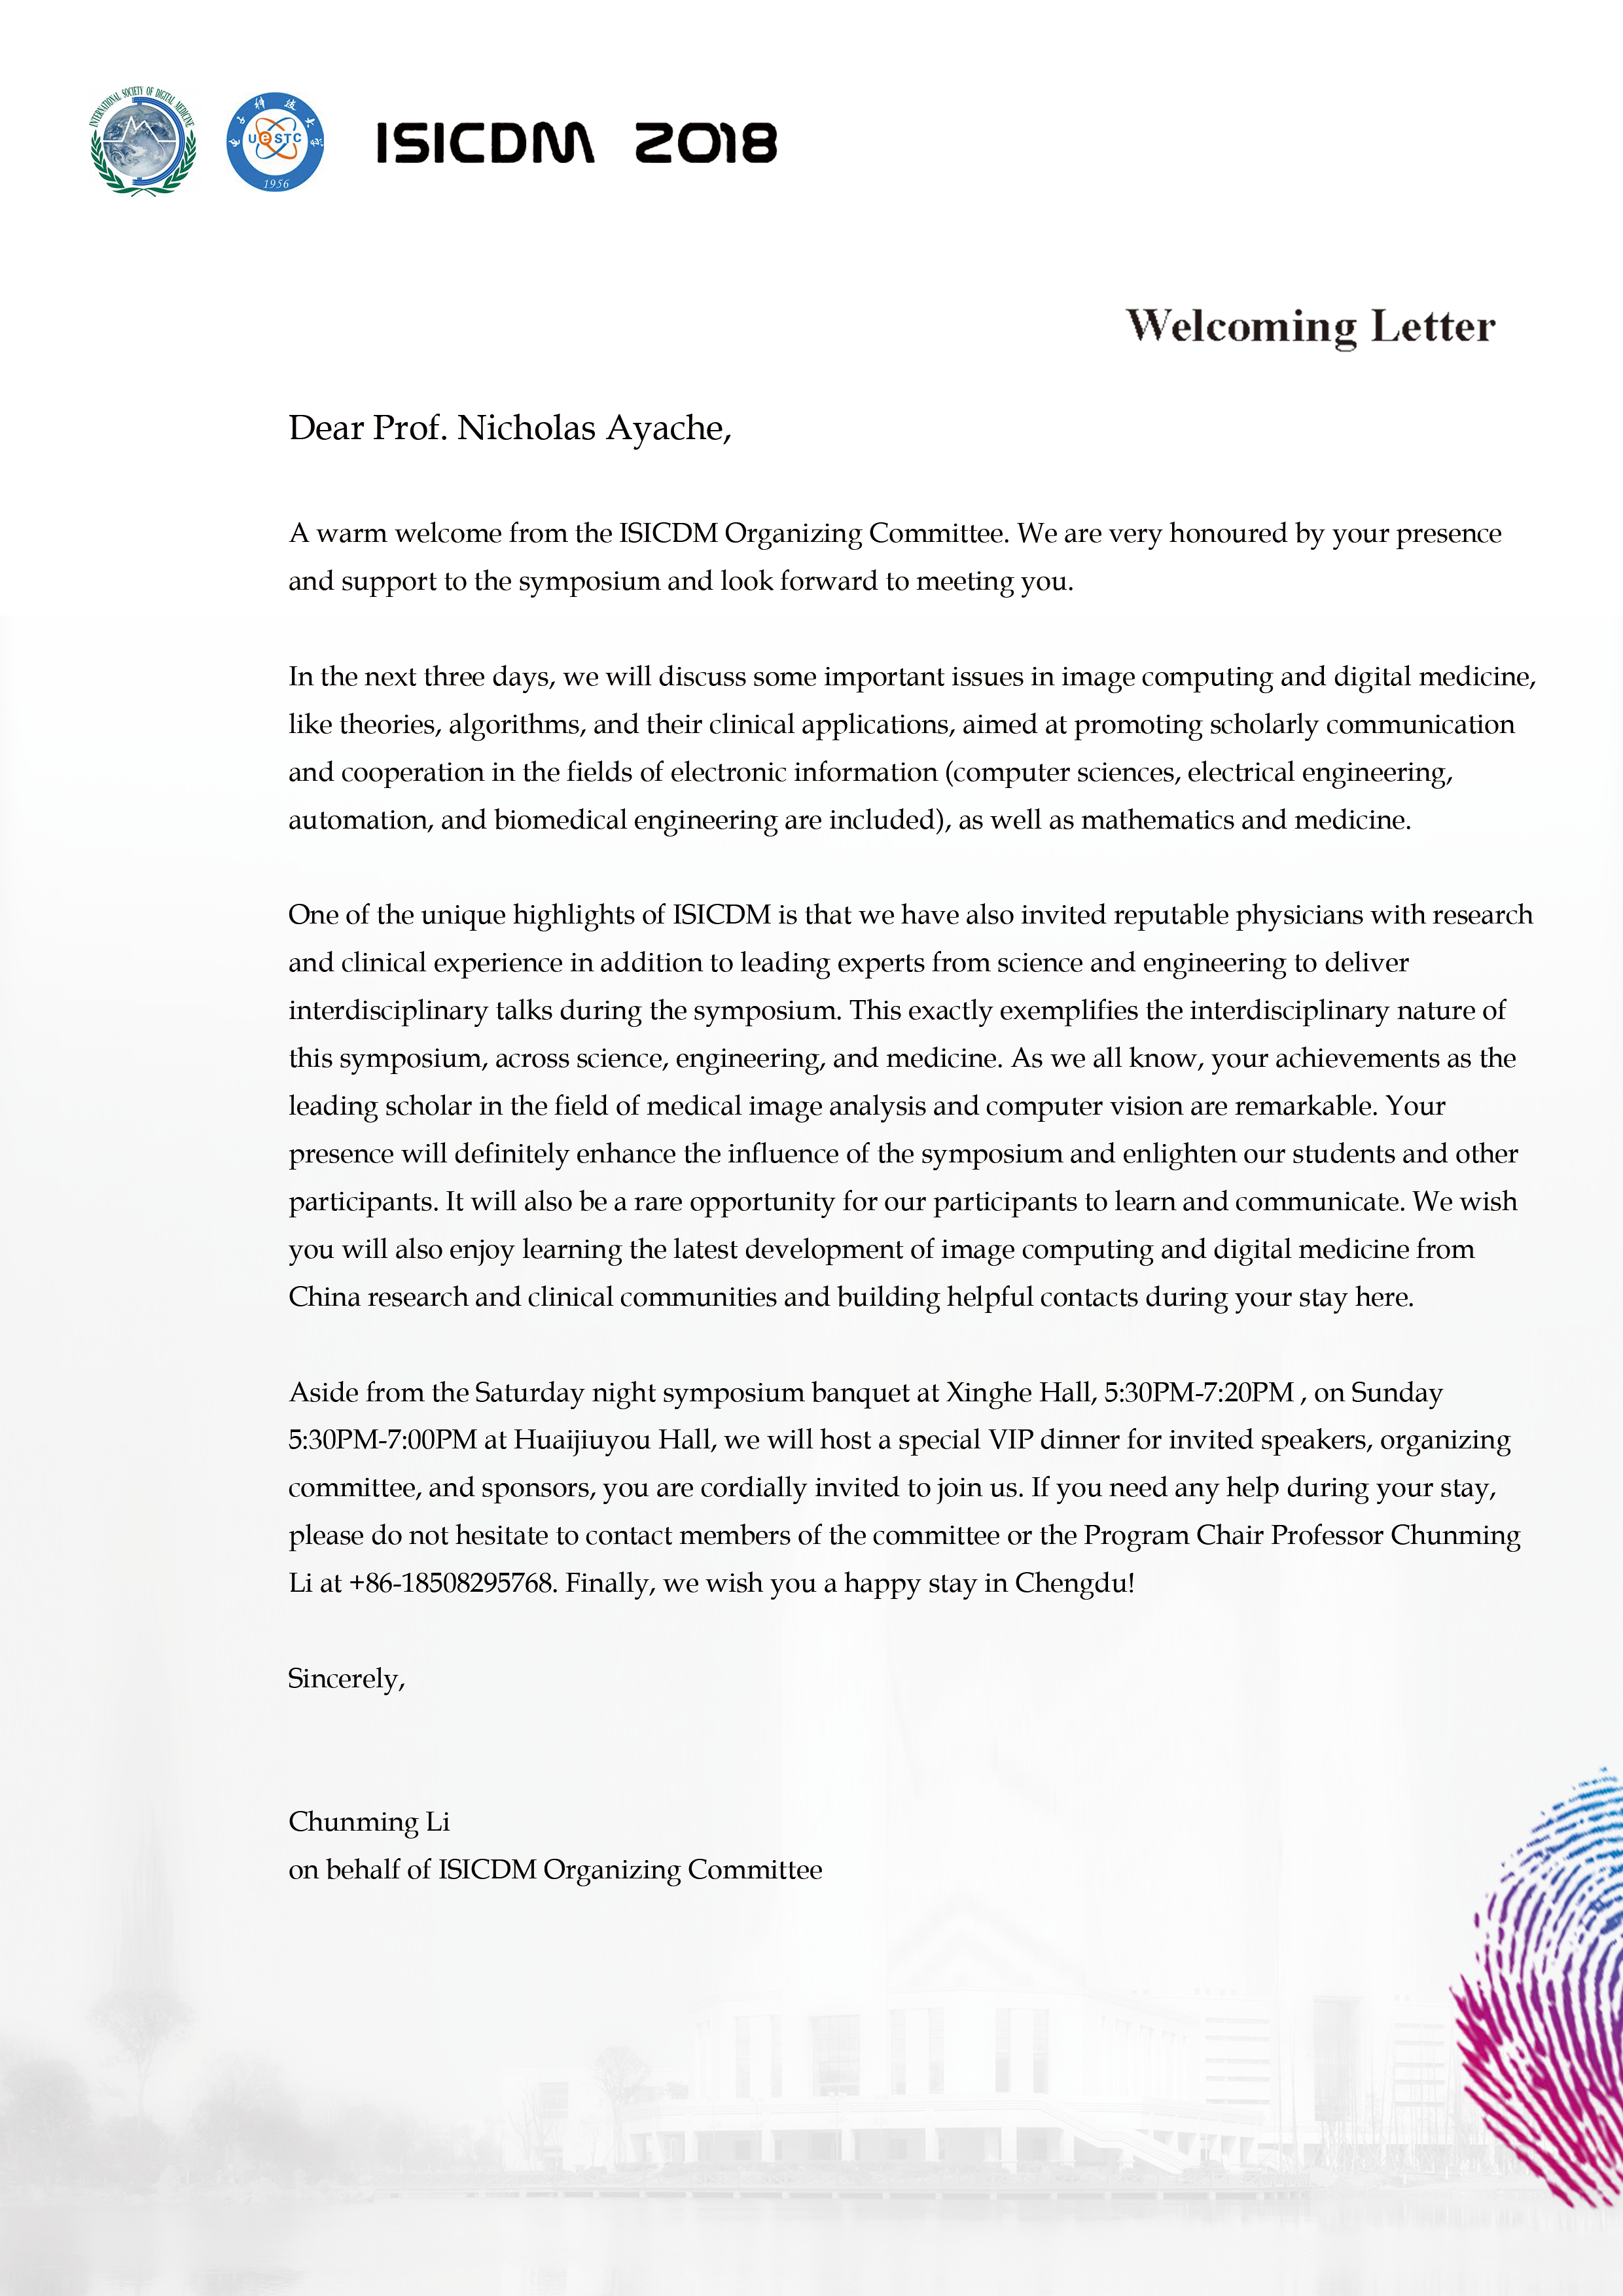 INTERNATIONAL SOCIETY OF DIGITAL MEDICINE
电子科技大学
UeSTC
1956
ISICDM 2018
Welcoming Letter
Dear Prof. Nicholas Ayache,
A warm welcome from the ISICDM Organizing Committee. We are very honoured by your presence
and support to the symposium and look forward to meeting you.
In the next three days, we will discuss some important issues in image computing and digital medicine,
like theories, algorithms, and their clinical applications, aimed at promoting scholarly communication
and cooperation in the fields of electronic information (computer sciences, electrical engineering,
automation, and biomedical engineering are included), as well as mathematics and medicine.
One of the unique highlights of ISICDM is that we have also invited reputable physicians with research
and clinical experience in addition to leading experts from science and engineering to deliver
interdisciplinary talks during the symposium. This exactly exemplifies the interdisciplinary nature of
this symposium, across science, engineering, and medicine. As we all know, your achievements as the
leading scholar in the field of medical image analysis and computer vision are remarkable. Your
presence will definitely enhance the influence of the symposium and enlighten our students and other
participants. It will also be a rare opportunity for our participants to learn and communicate. We wish
you will also enjoy learning the latest development of image computing and digital medicine from
China research and clinical communities and building helpful contacts during your stay here.
Aside from the Saturday night symposium banquet at Xinghe Hall, 5:30PM-7:20PM , on Sunday
5:30PM-7:00PM at Huaijiuyou Hall, we will host a special VIP dinner for invited speakers, organizing
committee, and sponsors, you are cordially invited to join us. If you need any help during your stay,
please do not hesitate to contact members of the committee or the Program Chair Professor Chunming
Li at +86-18508295768. Finally, we wish you a happy stay in Chengdu!
Sincerely,
Chunming Li
on behalf of ISICDM Organizing Committee